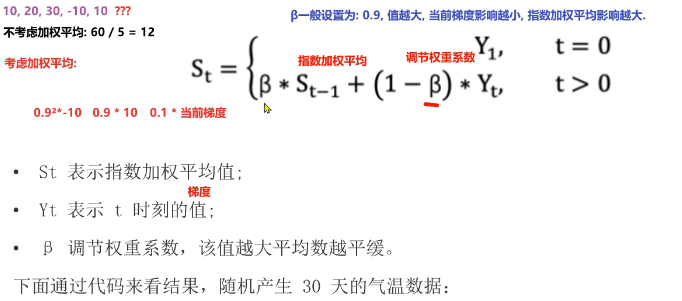 10, 20, 30, -10, 10 ???
β一般设置为: 0.9, 值越大, 当前梯度影响越小, 指数加权平均影响越大.
不考虑加权平均: 60 / 5 = 12
考虑加权平均:
指数加权平均 调节权重系数
St = { Y1, t = 0
β * St-1 + (1 − β) * Yt, t > 0
0.9²*-10 0.9 * 10 0.1 * 当前梯度
• St 表示指数加权平均值;
梯度
• Yt 表示 t 时刻的值;
• β 调节权重系数，该值越大平均数越平缓。
下面通过代码来看结果，随机产生 30 天的气温数据：